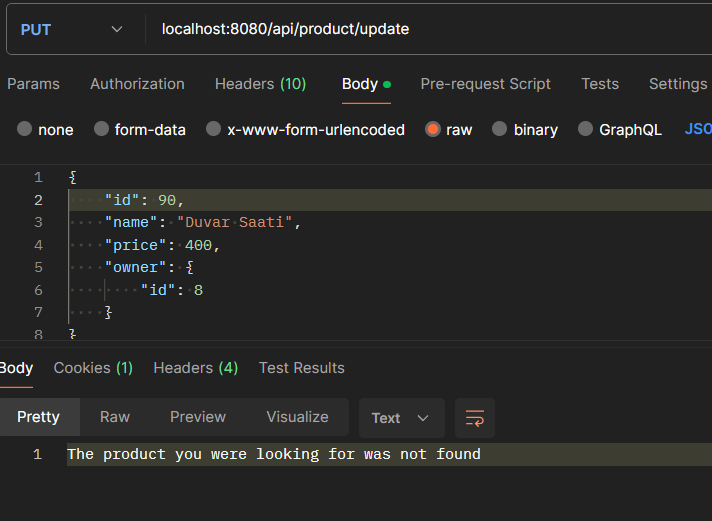 PUT localhost:8080/api/product/update
Params Authorization Headers (10) Body Pre-request Script Tests Settings
none form-data x-www-form-urlencoded raw binary GraphQL JSO
1 {
2 "id": 90,
3 "name": "Duvar Saati",
4 "price": 400,
5 "owner": {
6 "id": 8
7 }
8 }
Body Cookies (1) Headers (4) Test Results
Pretty Raw Preview Visualize Text
1 The product you were looking for was not found